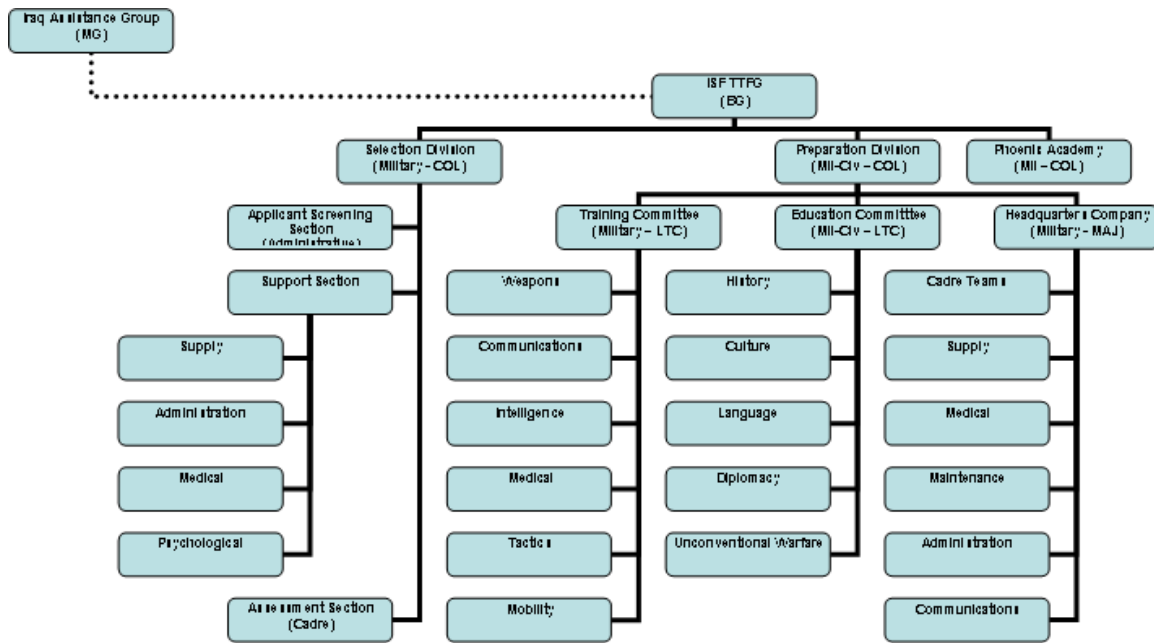 Iraq Assistance Group
(MG)
ISF TTFG
(BG)
Selection Division
(Military - COL)
Preparation Division
(Mil-Civ - COL)
Phoenix Academy
(Mil - COL)
Applicant Screening
Section
(Administrative)
Training Committee
(Military - LTC)
Education Committtee
(Mil-Civ - LTC)
Headquarters Company
(Military - MAJ)
Support Section
Weapons
History
Cadre Teams
Supply
Communications
Culture
Supply
Administration
Intelligence
Language
Medical
Medical
Medical
Diplomacy
Maintenance
Psychological
Tactics
Unconventional Warfare
Administration
Assessment Section
(Cadre)
Mobility
Communications